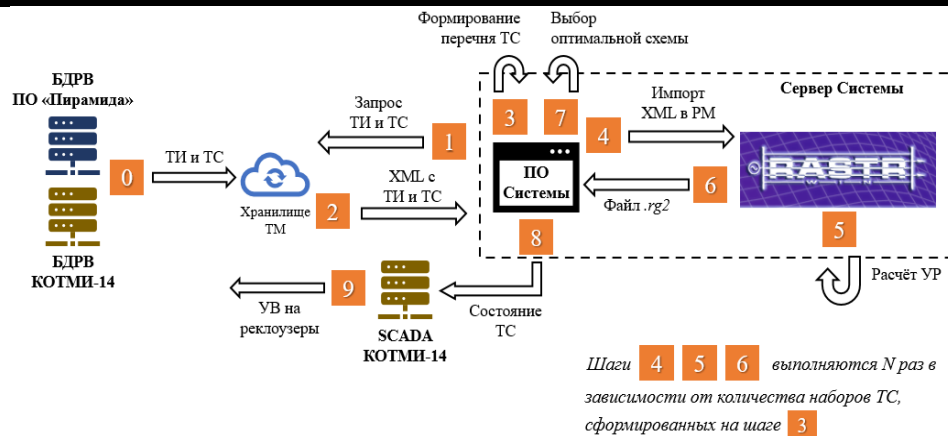 Формирование
перечня ТС
Выбор
оптимальной схемы
БДРВ
ПО «Пирамида»
0
ТИ и ТС
Хранилище
ТМ
БДРВ
КОТМИ-14
Запрос
ТИ и ТС
1
2
XML с
ТИ и ТС
3
7
4
Импорт
XML в РМ
Сервер Системы
ПО
Системы
6
Файл .rg2
RASTR
WIN
8
5
Расчёт УР
9
УВ на
реклоузеры
SCADA
КОТМИ-14
Состояние
ТС
Шаги 4 5 6 выполняются N раз в
зависимости от количества наборов ТС,
сформированных на шаге 3